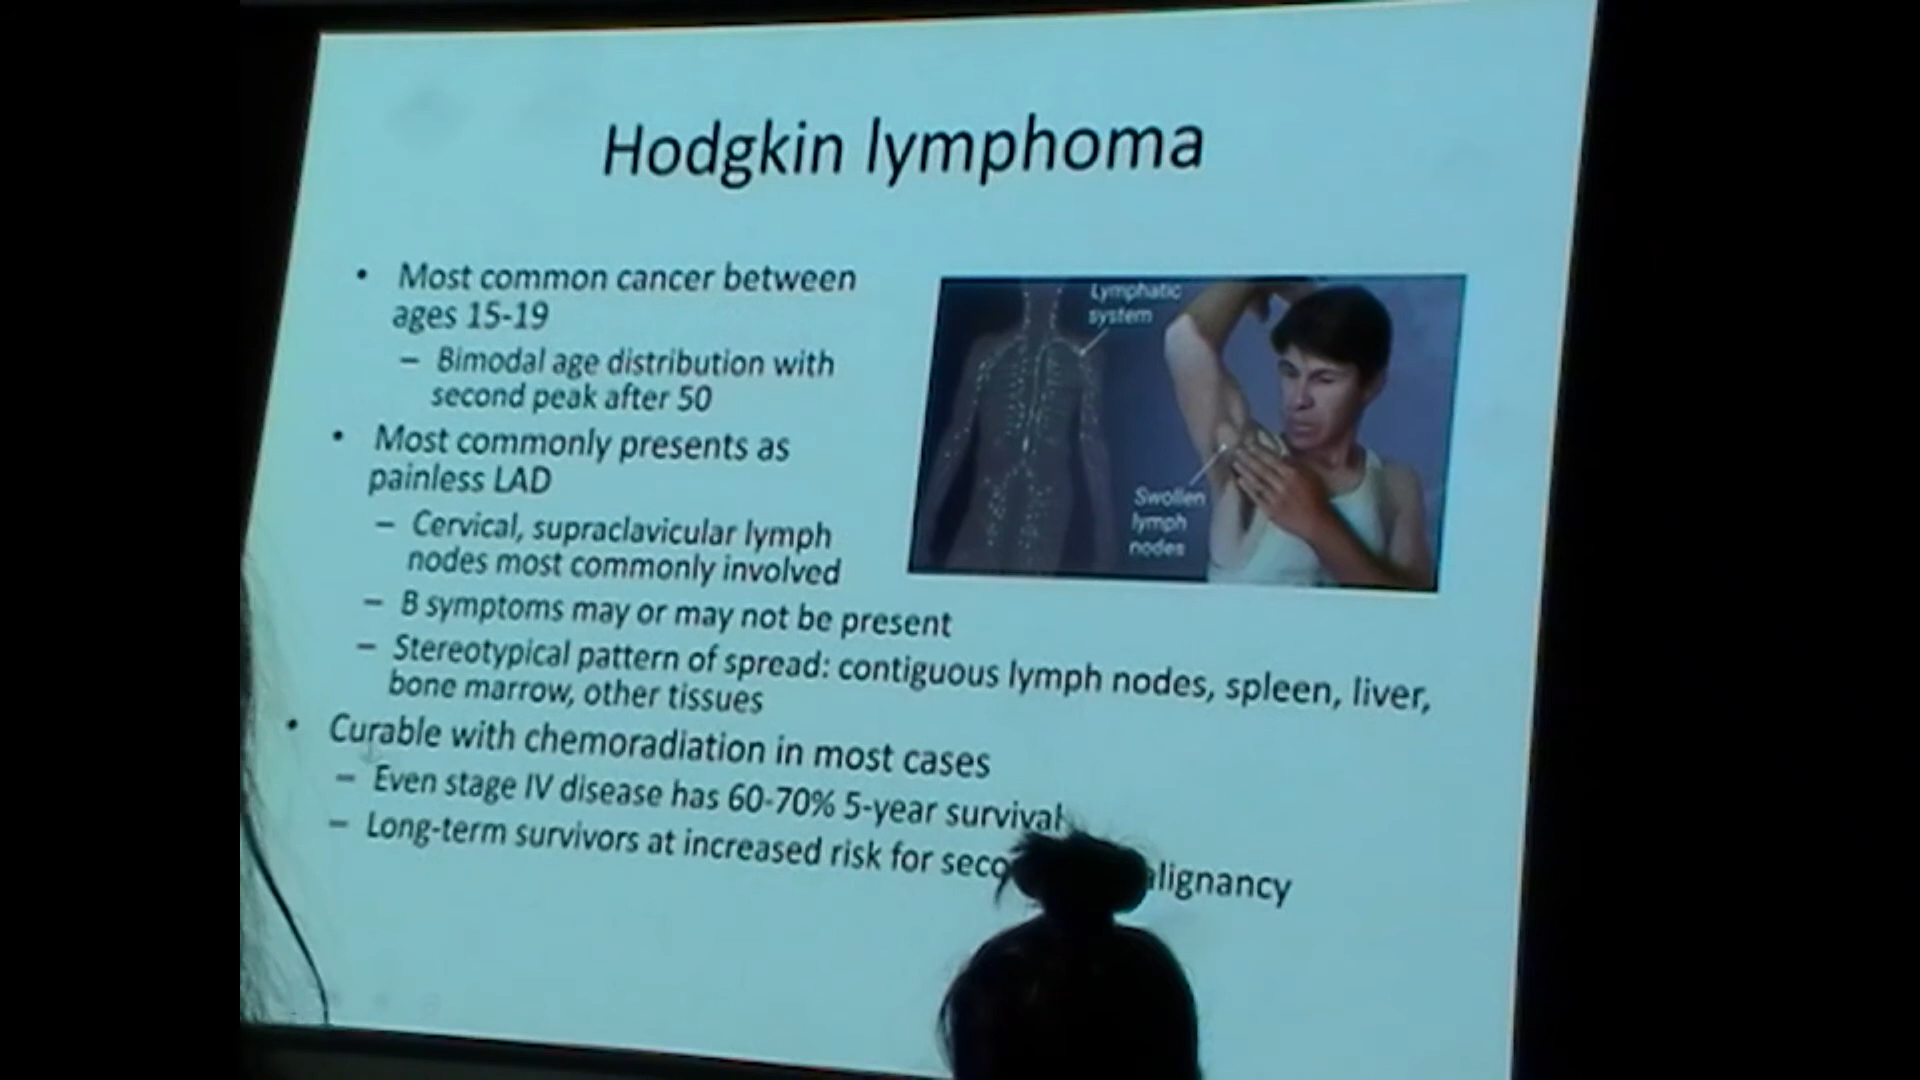 Hodgkin lymphoma
• Most common cancer between
ages 15-19
– Bimodal age distribution with
second peak after 50
• Most commonly presents as
painless LAD
– Cervical, supraclavicular lymph
nodes most commonly involved
– B symptoms may or may not be present
– Stereotypical pattern of spread: contiguous lymph nodes, spleen, liver,
bone marrow, other tissues
• Curable with chemoradiation in most cases
– Even stage IV disease has 60-70% 5-year survival
– Long-term survivors at increased risk for
Lymphatic
system
Swollen
lymph
nodes